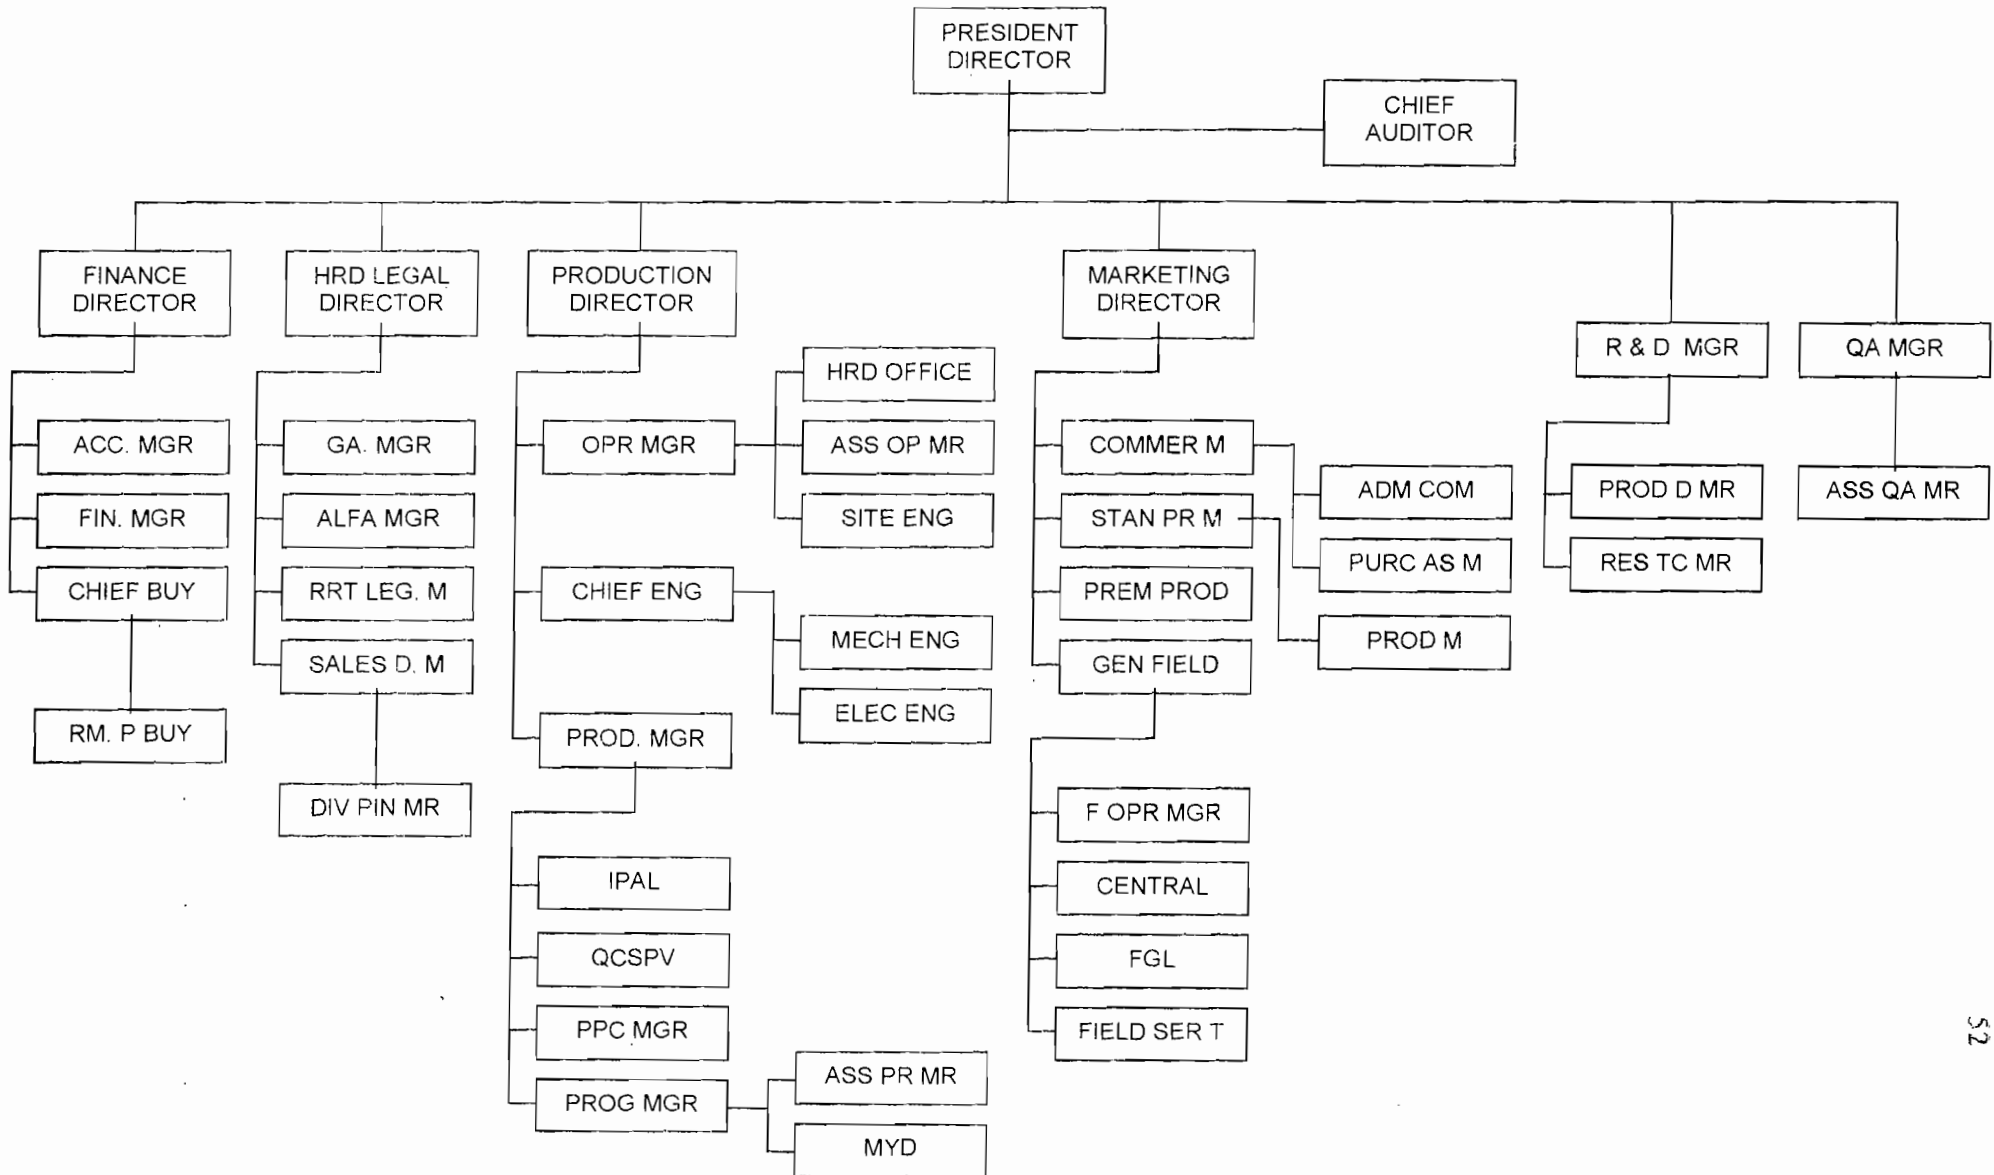 PRESIDENT
DIRECTOR
CHIEF
AUDITOR
FINANCE
DIRECTOR
HRD LEGAL
DIRECTOR
PRODUCTION
DIRECTOR
MARKETING
DIRECTOR
R & D MGR
QA MGR
ACC. MGR
FIN. MGR
CHIEF BUY
RM. P BUY
GA. MGR
ALFA MGR
RRT LEG. M
SALES D. M
DIV PIN MR
OPR MGR
HRD OFFICE
ASS OP MR
SITE ENG
CHIEF ENG
MECH ENG
ELEC ENG
PROD. MGR
IPAL
QCSPV
PPC MGR
PROG MGR
ASS PR MR
MYD
COMMER M
ADM COM
PURC AS M
STAN PR M
PROD M
PREM PROD
GEN FIELD
F OPR MGR
CENTRAL
FGL
FIELD SER T
PROD D MR
RES TC MR
ASS QA MR
52